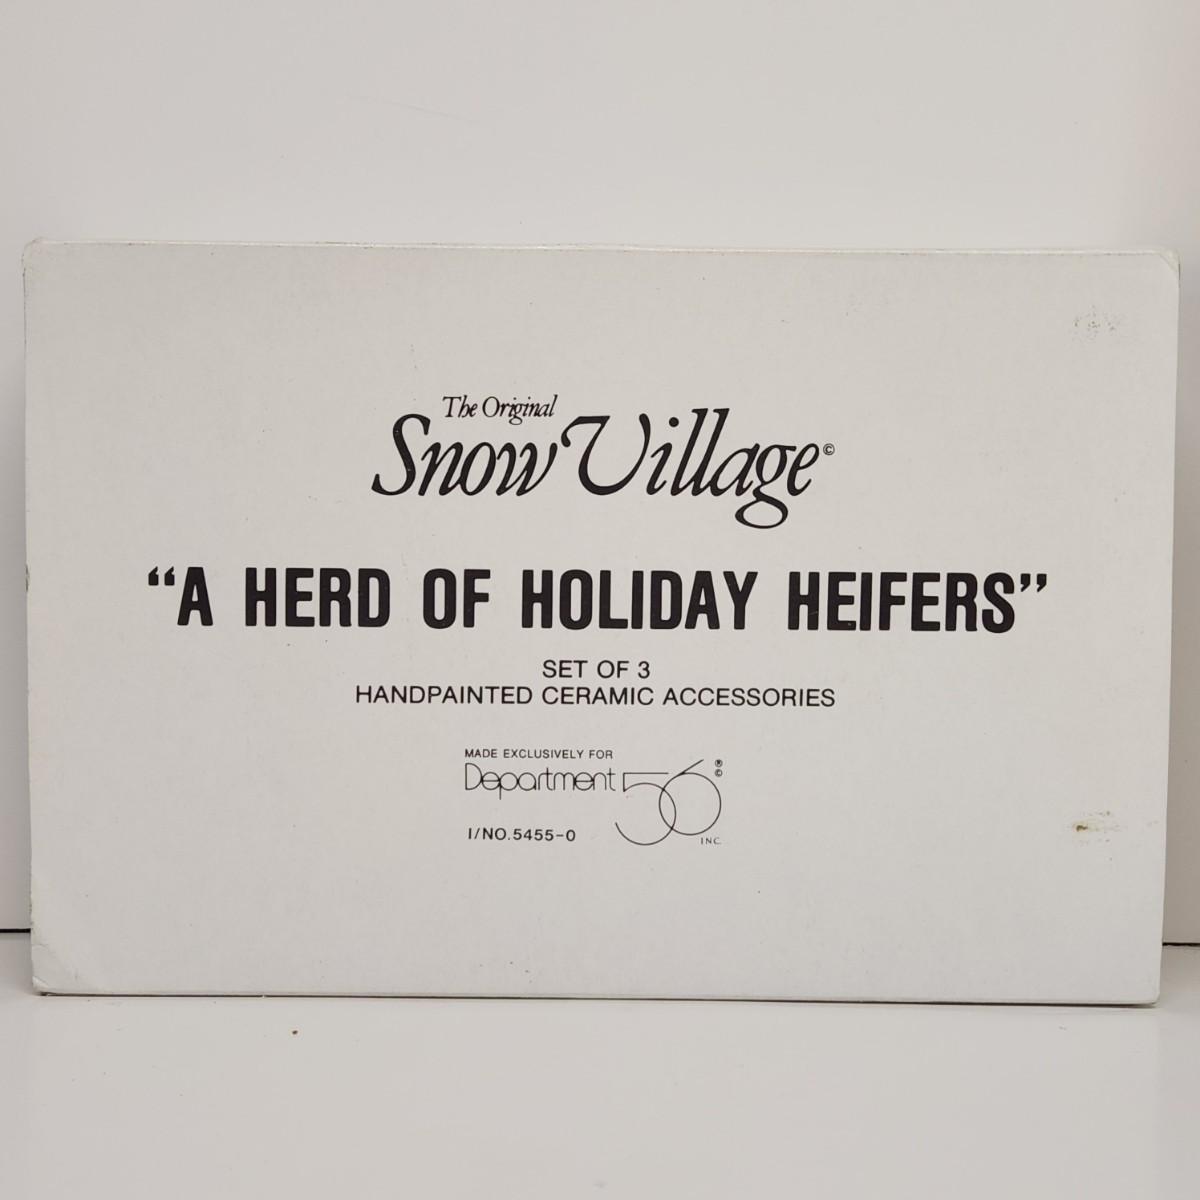 The Original
Snow Village©
“A HERD OF HOLIDAY HEIFERS”
SET OF 3
HANDPAINTED CERAMIC ACCESSORIES
MADE EXCLUSIVELY FOR
Department 56 ® ©
I/NO. 5455-0 INC.